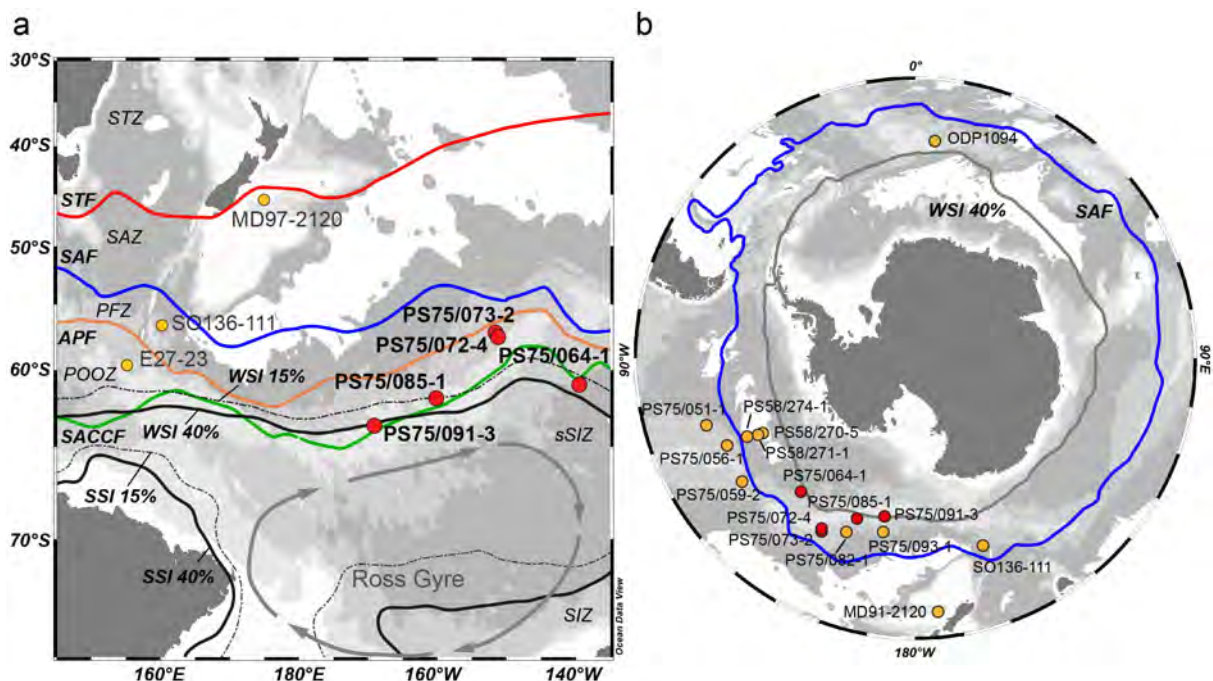 a
30°S
40°S
50°S
60°S
70°S
160°E
180°E
160°W
140°W
STZ
STF
MD97-2120
SAZ
SAF
PFZ
SO136-111
APF
E27-23
POOZ
WSI 15%
PS75/073-2
PS75/072-4
PS75/064-1
PS75/085-1
SACCF
WSI 40%
PS75/091-3
sSIZ
SSI 15%
SSI 40%
Ross Gyre
SIZ
Ocean Data View
b
0°
ODP1094
WSI 40%
SAF
90°W
90°E
PS75/051-1
PS58/274-1
PS58/270-5
PS75/056-1
PS58/271-1
PS75/064-1
PS75/059-2
PS75/085-1
PS75/072-4
PS75/091-3
PS75/073-2
PS75/082-1
PS75/093-1
SO136-111
MD91-2120
180°W